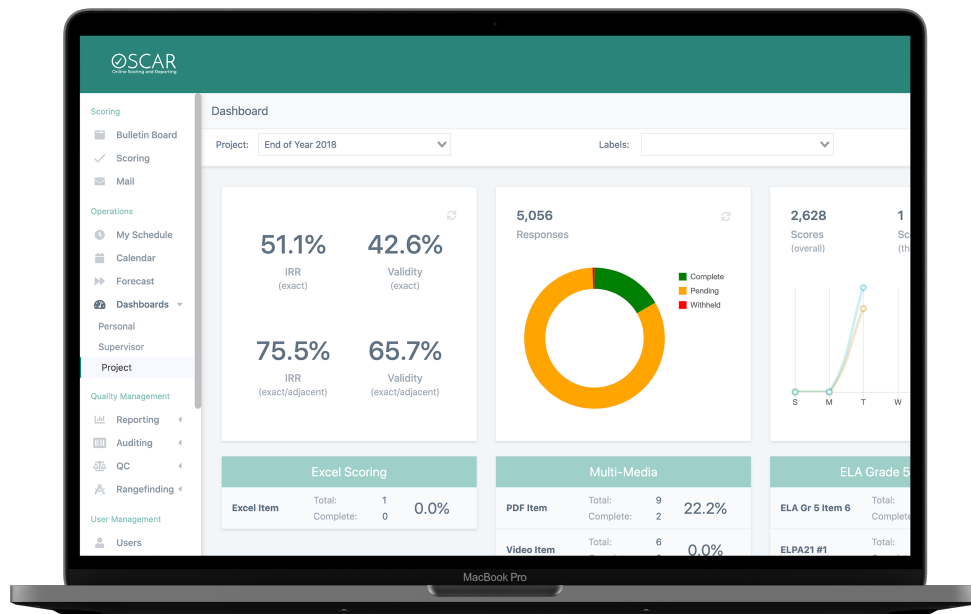 OSCAR
Online Scoring and Reporting
Scoring
Bulletin Board
Scoring
Mail
Operations
My Schedule
Calendar
Forecast
Dashboards
Personal
Supervisor
Project
Quality Management
Reporting
Auditing
QC
Rangefinding
User Management
Users
Dashboard
Project: End of Year 2018 Labels:
51.1% 42.6%
IRR Validity
(exact) (exact)
75.5% 65.7%
IRR Validity
(exact/adjacent) (exact/adjacent)
5,056
Responses
Complete
Pending
Withheld
2,628 1
Scores Sc
(overall) (th
S M T W
Excel Scoring
Excel Item Total: 1 0.0%
Complete: 0
Multi-Media
PDF Item Total: 9 22.2%
Complete: 2
Video Item Total: 6 0.0%
ELA Grade 5
ELA Gr 5 Item 6 Total:
Complete
ELPA21 #1 Total:
MacBook Pro